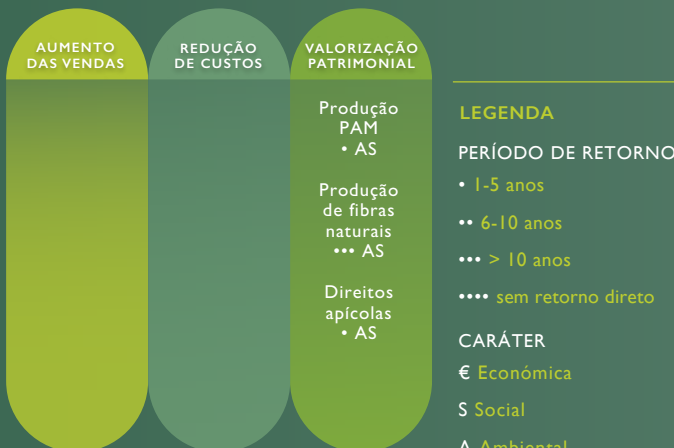 AUMENTO
DAS VENDAS
REDUÇÃO
DE CUSTOS
VALORIZAÇÃO
PATRIMONIAL
Produção
PAM
• AS
Produção
de fibras
naturais
••• AS
Direitos
apícolas
• AS
LEGENDA
PERÍODO DE RETORNO
• 1-5 anos
•• 6-10 anos
••• > 10 anos
•••• sem retorno direto
CARÁTER
€ Económica
S Social
A Ambiental